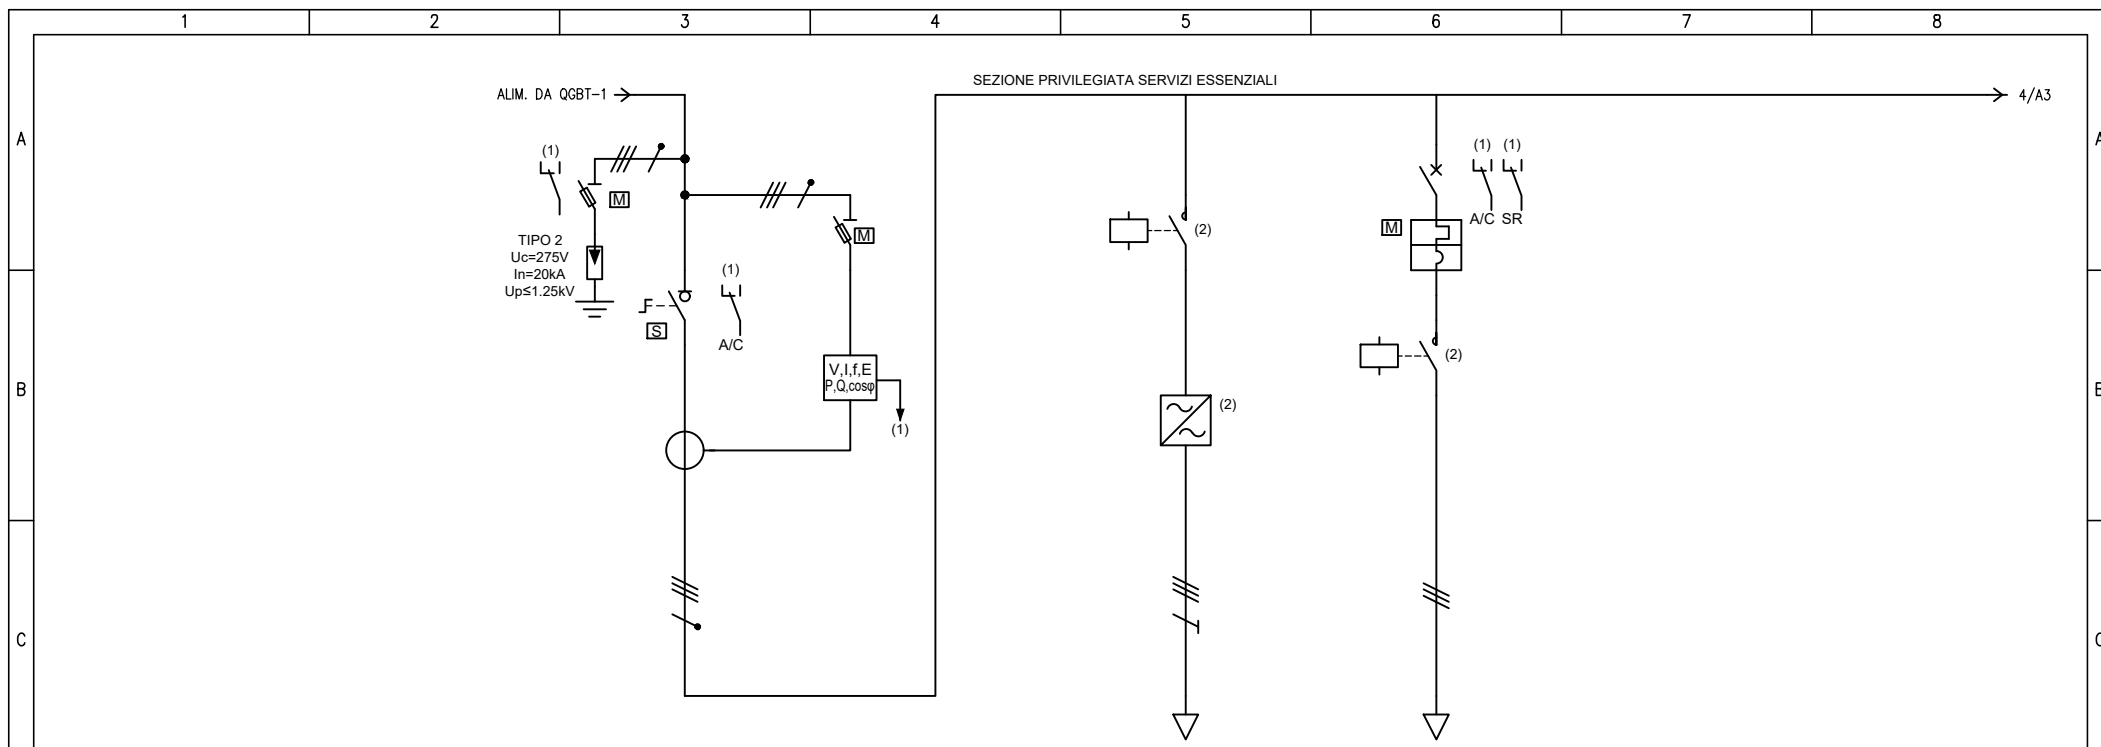 1 2 3 4 5 6 7 8
SEZIONE PRIVILEGIATA SERVIZI ESSENZIALI
ALIM. DA QGBT-1
4/A3
A
A
(1)
M
(1) (1)
A/C SR
M
(2)
M
TIPO 2
Uc=275V
In=20kA
Up≤1.25kV
(1)
S
A/C
(2)
V,I,f,E
P,Q,cosφ
(1)
(2)
B
B
C
C